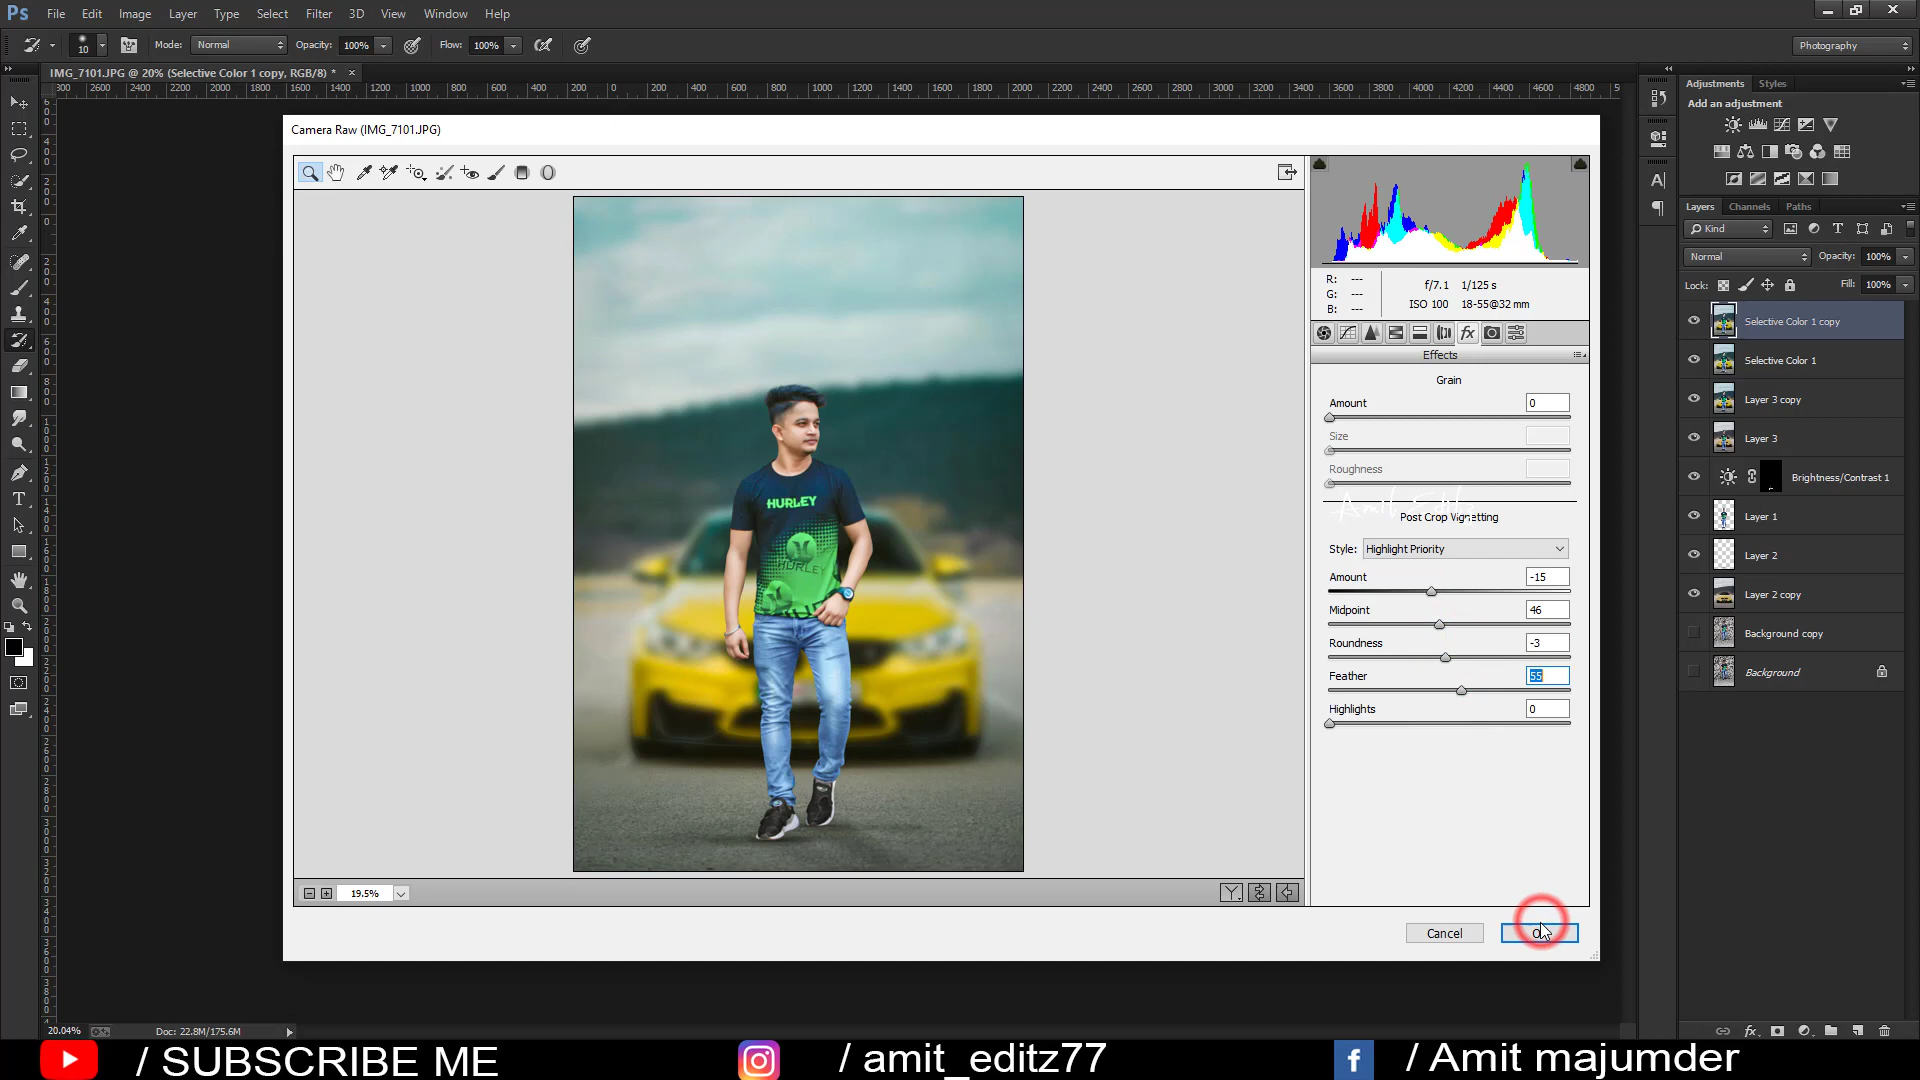 Ps File Edit Image Layer Type Select Filter 3D View Window Help
10 Mode: Normal Opacity: 100% Flow: 100% Photography
IMG_7101.JPG @ 20% (Selective Color 1 copy, RGB/8) * ×
Camera Raw (IMG_7101.JPG)
R: ---
G: ---
B: ---
f/7.1 1/125 s
ISO 100 18-55@32 mm
Effects
Grain
Amount 0
Size
Roughness
Amit Editz
Post Crop Vignetting
Style: Highlight Priority
Amount -15
Midpoint 46
Roundness -3
Feather 55
Highlights 0
HURLEY
HURLEY
19.5%
Cancel
Adjustments Styles
Add an adjustment
Layers Channels Paths
Kind
Normal Opacity: 100%
Lock: Fill: 100%
Selective Color 1 copy
Selective Color 1
Layer 3 copy
Layer 3
Brightness/Contrast 1
Layer 1
Layer 2
Layer 2 copy
Background copy
Background
20.04% Doc: 22.8M/175.6M
/ SUBSCRIBE ME / amit_editz77 f / Amit majumder